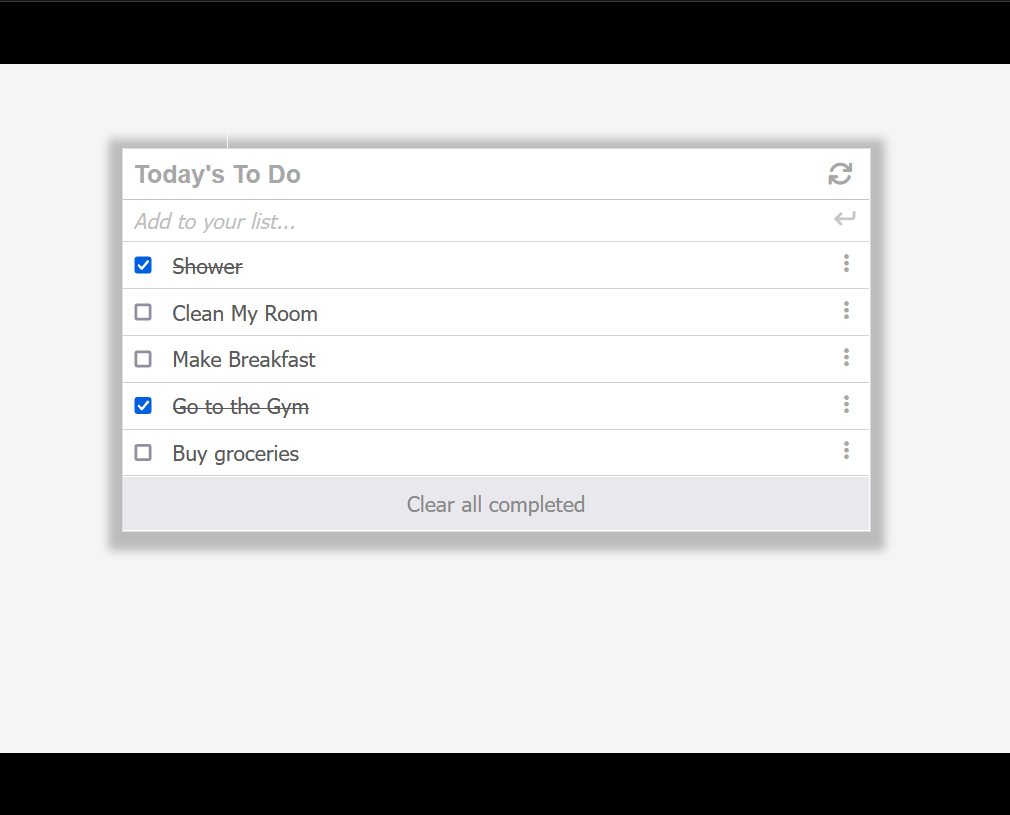 Today's To Do
Add to your list...
Shower
Clean My Room
Make Breakfast
Go to the Gym
Buy groceries
Clear all completed